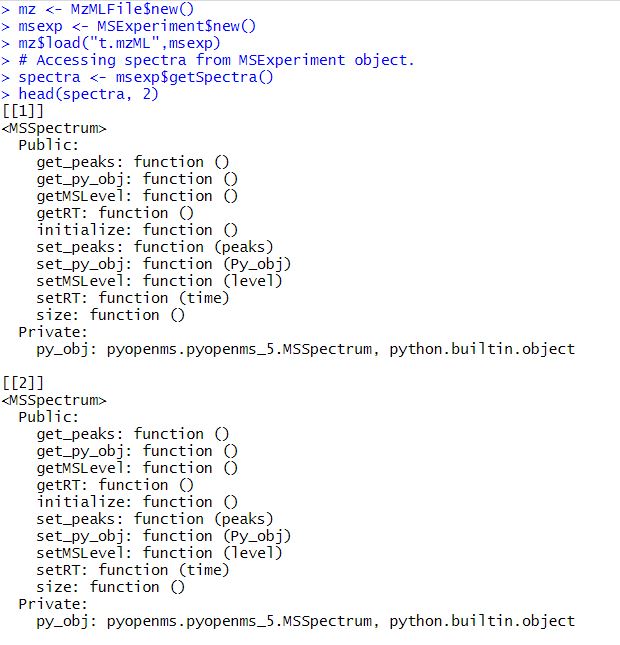 > mz <- MzMLFile$new()
> msexp <- MSExperiment$new()
> mz$load("t.mzML",msexp)
> # Accessing spectra from MSExperiment object.
> spectra <- msexp$getSpectra()
> head(spectra, 2)
[[1]]
<MSSpectrum>
  Public:
    get_peaks: function ()
    get_py_obj: function ()
    getMSLevel: function ()
    getRT: function ()
    initialize: function ()
    set_peaks: function (peaks)
    set_py_obj: function (Py_obj)
    setMSLevel: function (level)
    setRT: function (time)
    size: function ()
  Private:
    py_obj: pyopenms.pyopenms_5.MSSpectrum, python.builtin.object

[[2]]
<MSSpectrum>
  Public:
    get_peaks: function ()
    get_py_obj: function ()
    getMSLevel: function ()
    getRT: function ()
    initialize: function ()
    set_peaks: function (peaks)
    set_py_obj: function (Py_obj)
    setMSLevel: function (level)
    setRT: function (time)
    size: function ()
  Private:
    py_obj: pyopenms.pyopenms_5.MSSpectrum, python.builtin.object